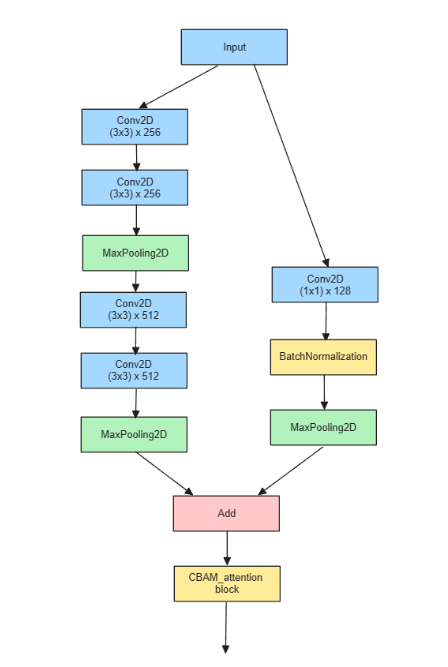 Input
Conv2D
(3x3) x 256
Conv2D
(3x3) x 256
MaxPooling2D
Conv2D
(3x3) x 512
Conv2D
(3x3) x 512
MaxPooling2D
Conv2D
(1x1) x 128
BatchNormalization
MaxPooling2D
Add
CBAM_attention
block